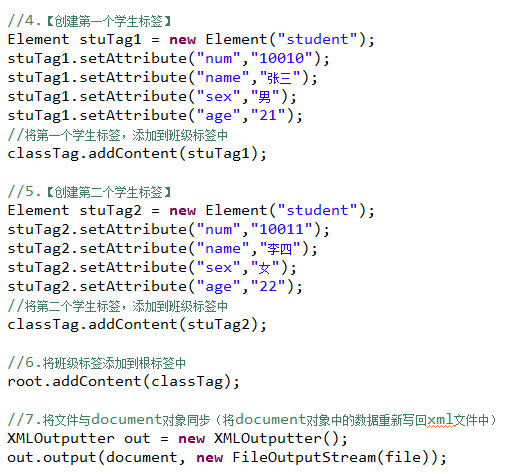 //4.【创建第一个学生标签】
Element stuTag1 = new Element("student");
stuTag1.setAttribute("num","10010");
stuTag1.setAttribute("name","张三");
stuTag1.setAttribute("sex","男");
stuTag1.setAttribute("age","21");
//将第一个学生标签，添加到班级标签中
classTag.addContent(stuTag1);
//5.【创建第二个学生标签】
Element stuTag2 = new Element("student");
stuTag2.setAttribute("num","10011");
stuTag2.setAttribute("name","李四");
stuTag2.setAttribute("sex","女");
stuTag2.setAttribute("age","22");
//将第二个学生标签，添加到班级标签中
classTag.addContent(stuTag2);
//6.将班级标签添加到根标签中
root.addContent(classTag);
//7.将文件与document对象同步（将document对象中的数据重新写回xml文件中）
XMLOutputter out = new XMLOutputter();
out.output(document, new FileOutputStream(file));